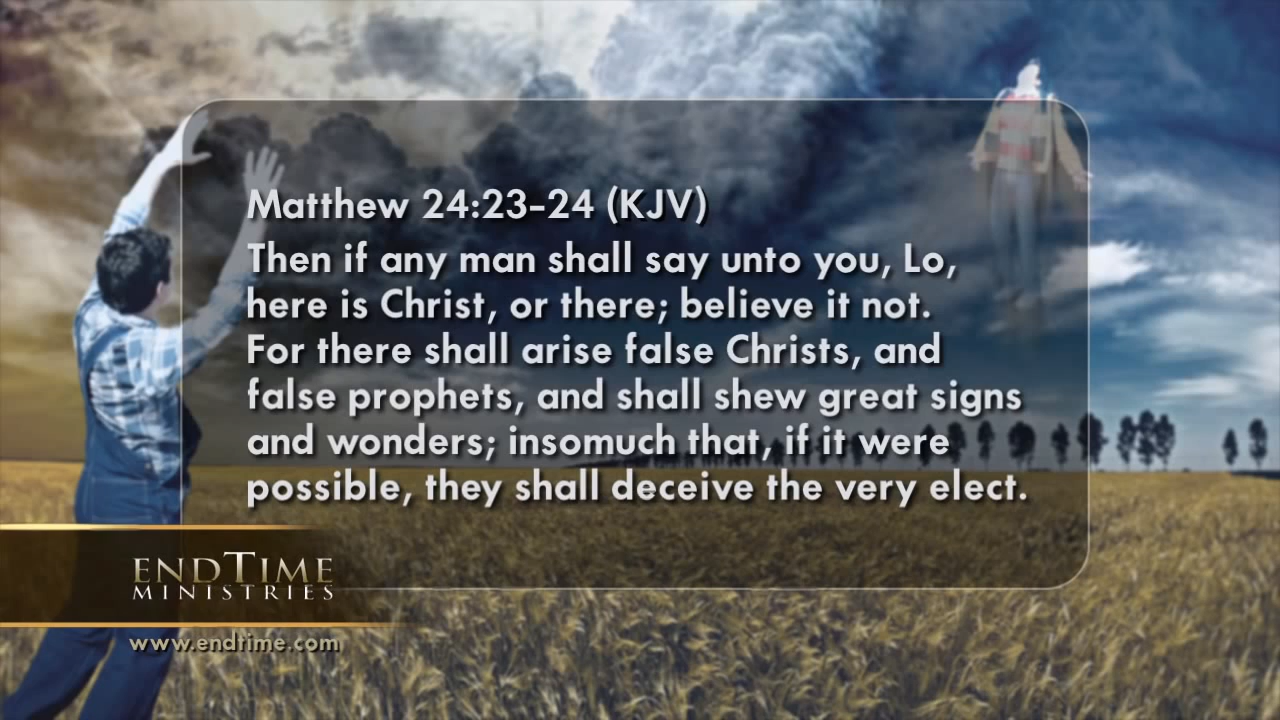 Matthew 24:23-24 (KJV)
Then if any man shall say unto you, Lo,
here is Christ, or there; believe it not.
For there shall arise false Christs, and
false prophets, and shall shew great signs
and wonders; insomuch that, if it were
possible, they shall deceive the very elect.
ENDTIME
MINISTRIES
www.endtime.com